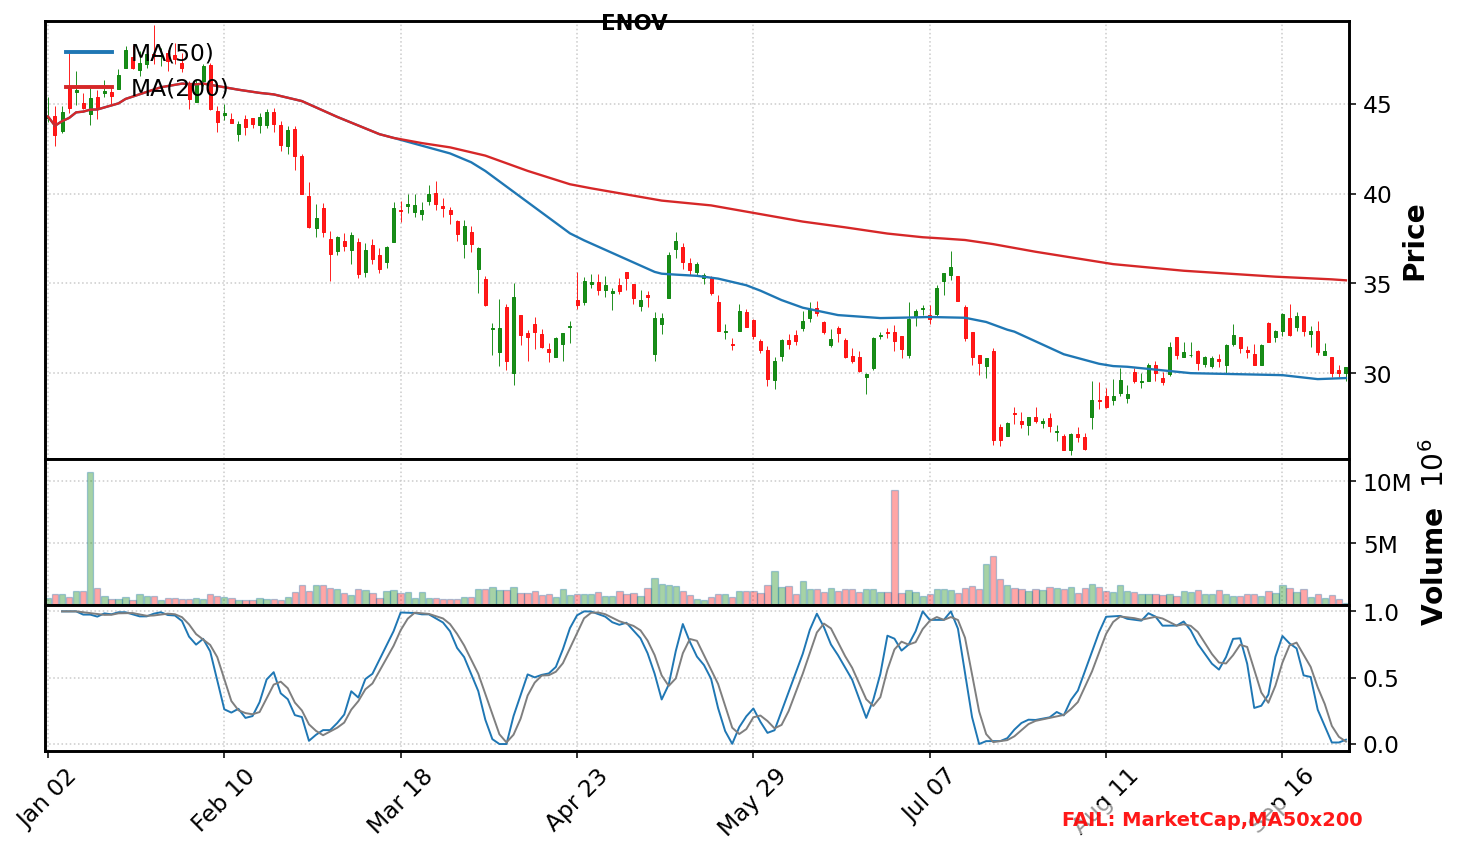 ENOV
MA(50)
MA(200)
45
40
35
30
Price
10M
5M
Volume 10^6
1.0
0.5
0.0
Jan 02
Feb 10
Mar 18
Apr 23
May 29
Jul 07
Aug 11
Sep 16
FAIL: MarketCap,MA50x200